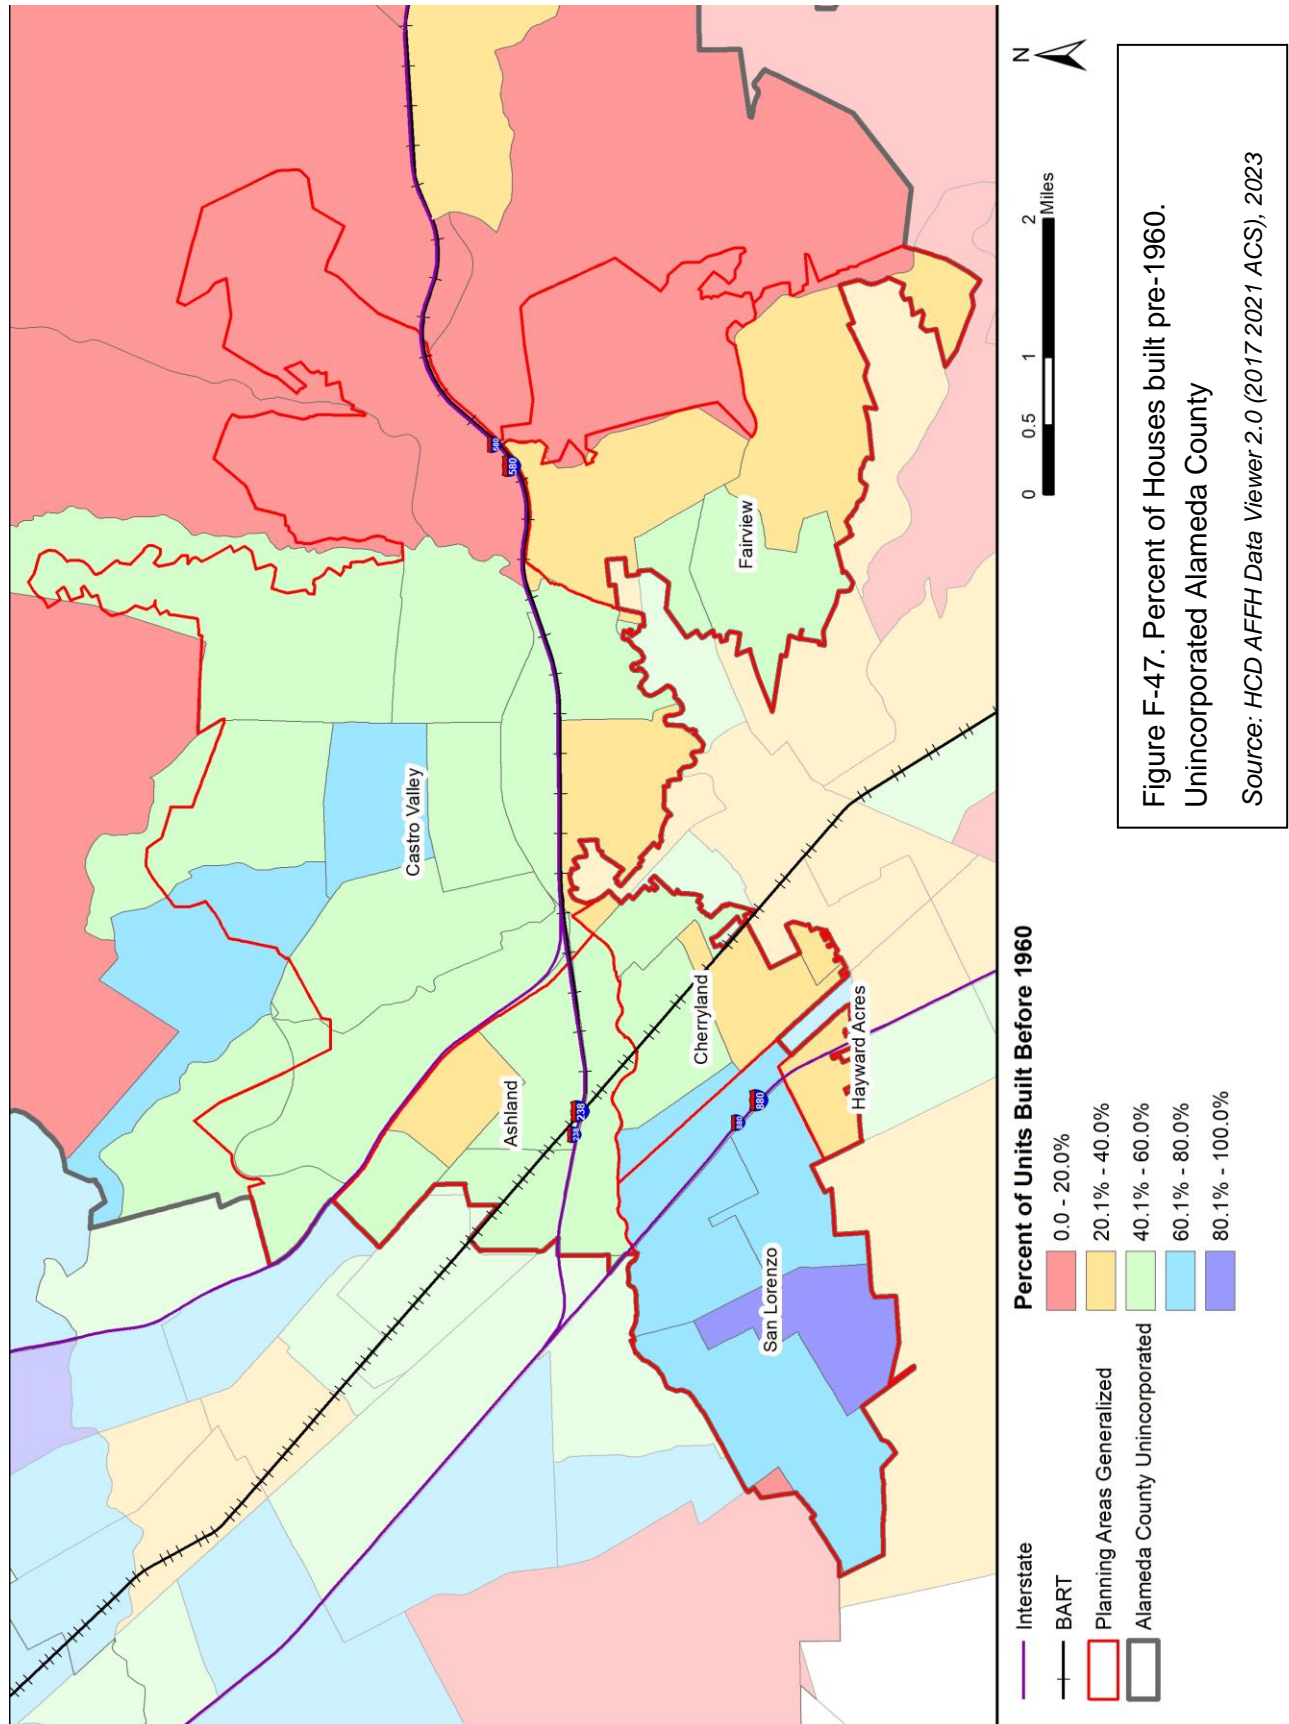 Castro Valley
Ashland
Cherryland
Fairview
Hayward Acres
San Lorenzo
580
580
238
238
880
880
N
0 0.5 1 2
Miles
Interstate
BART
Planning Areas Generalized
Alameda County Unincorporated
Percent of Units Built Before 1960
0.0 - 20.0%
20.1% - 40.0%
40.1% - 60.0%
60.1% - 80.0%
80.1% - 100.0%
Figure F-47. Percent of Houses built pre-1960.
Unincorporated Alameda County
Source: HCD AFFH Data Viewer 2.0 (2017 2021 ACS), 2023